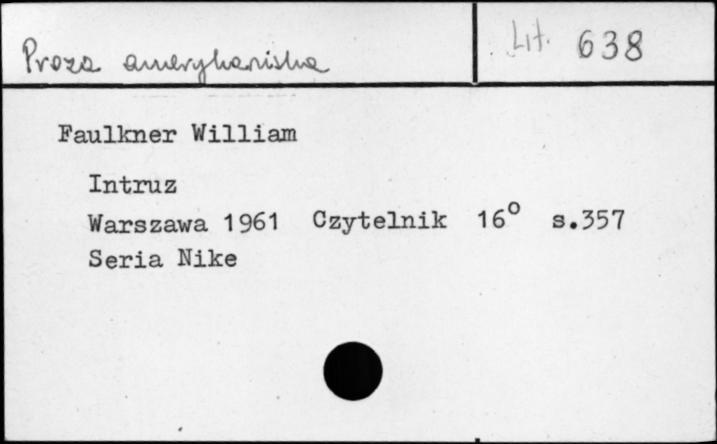 Proza amerykańska
Lit. 638
Faulkner William
Intruz
Warszawa 1961 Czytelnik 16° s.357
Seria Nike